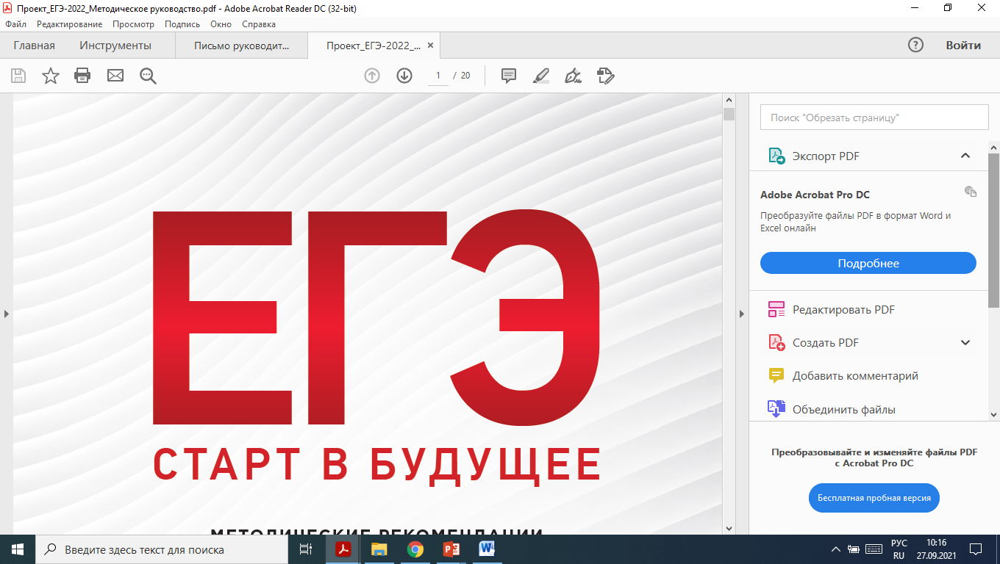 Проект_ЕГЭ-2022_Методическое руководство.pdf - Adobe Acrobat Reader DC (32-bit)
Файл Редактирование Просмотр Подпись Окно Справка
Главная Инструменты Письмо руководит... Проект_ЕГЭ-2022_... Войти
1 / 20
Поиск "Обрезать страницу"
Экспорт PDF
Adobe Acrobat Pro DC
Преобразуйте файлы PDF в формат Word и
Excel онлайн
Подробнее
Редактировать PDF
Создать PDF
Добавить комментарий
Объединить файлы
Преобразовывайте и изменяйте файлы PDF
с Acrobat Pro DC
Бесплатная пробная версия
ЕГЭ
СТАРТ В БУДУЩЕЕ
МЕТОДИЧЕСКИЕ РЕКОМЕНДАЦИИ
Введите здесь текст для поиска
РУС
RU
10:16
27.09.2021